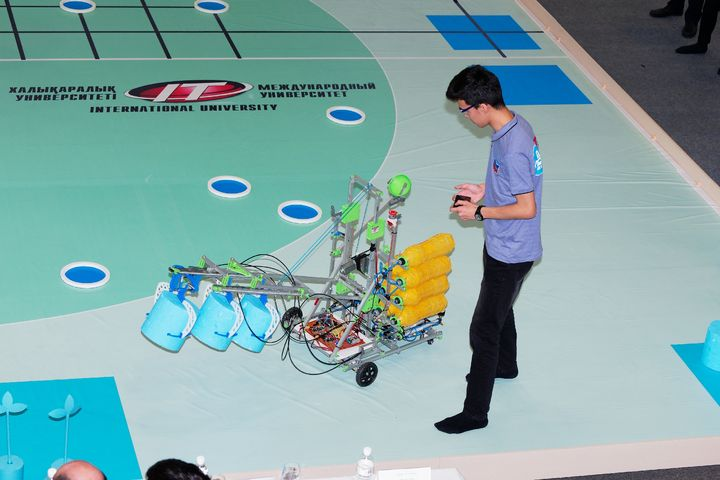 ХАЛЫҚАРАЛЫҚ
УНИВЕРСИТЕТІ
IT
МЕЖДУНАРОДНЫЙ
УНИВЕРСИТЕТ
INTERNATIONAL UNIVERSITY